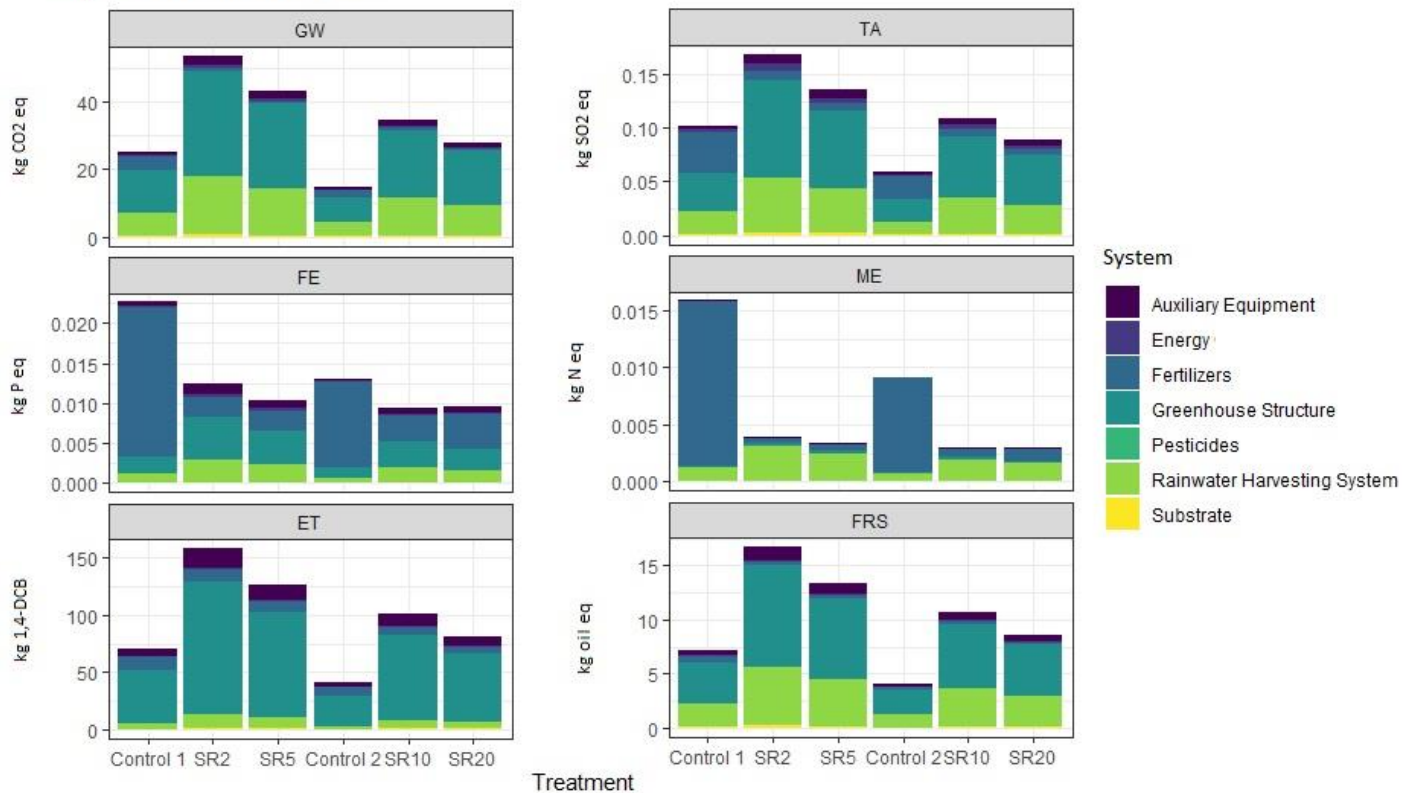 GW
kg CO2 eq
40
20
0
TA
kg SO2 eq
0.15
0.10
0.05
0.00
FE
kg P eq
0.020
0.015
0.010
0.005
0.000
ME
kg N eq
0.015
0.010
0.005
0.000
ET
kg 1,4-DCB
150
100
50
0
Control 1 SR2 SR5 Control 2 SR10 SR20
FRS
kg oil eq
15
10
5
0
Control 1 SR2 SR5 Control 2 SR10 SR20
Treatment
System
Auxiliary Equipment
Energy
Fertilizers
Greenhouse Structure
Pesticides
Rainwater Harvesting System
Substrate